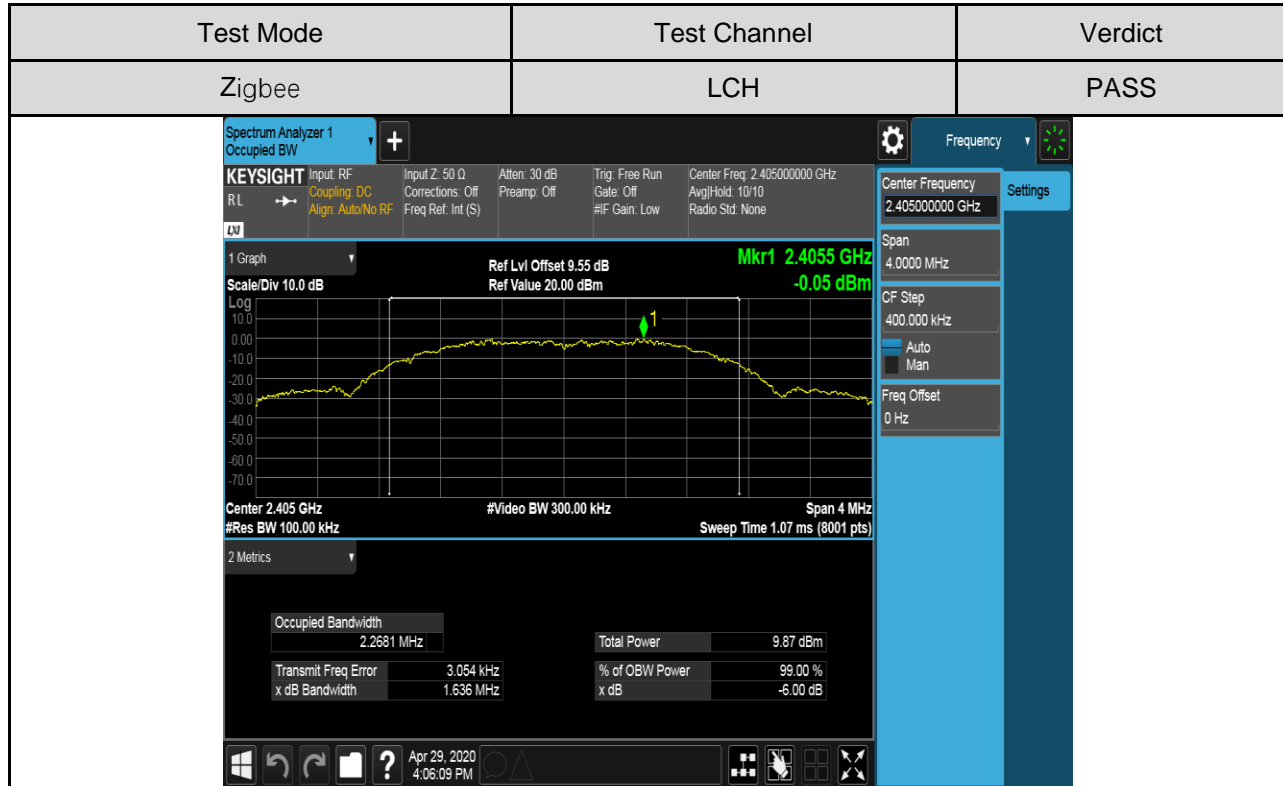 Test Mode Test Channel Verdict
Zigbee LCH PASS
Spectrum Analyzer 1
Occupied BW
+
Frequency
KEYSIGHT Input: RF Input Z: 50 Ω Atten: 30 dB Trig: Free Run Center Freq: 2.405000000 GHz
RL Coupling: DC Corrections: Off Preamp: Off Gate: Off Avg|Hold: 10/10
Align: Auto/No RF Freq Ref: Int (S) #IF Gain: Low Radio Std: None
LXI
Center Frequency
2.405000000 GHz
Settings
Span
4.0000 MHz
CF Step
400.000 kHz
Auto
Man
Freq Offset
0 Hz
1 Graph
Ref Lvl Offset 9.55 dB Mkr1 2.4055 GHz
Scale/Div 10.0 dB Ref Value 20.00 dBm -0.05 dBm
Log
10.0
0.00
-10.0
-20.0
-30.0
-40.0
-50.0
-60.0
-70.0
1
Center 2.405 GHz #Video BW 300.00 kHz Span 4 MHz
#Res BW 100.00 kHz Sweep Time 1.07 ms (8001 pts)
2 Metrics
Occupied Bandwidth
2.2681 MHz Total Power 9.87 dBm
Transmit Freq Error 3.054 kHz % of OBW Power 99.00 %
x dB Bandwidth 1.636 MHz x dB -6.00 dB
? Apr 29, 2020
4:06:09 PM